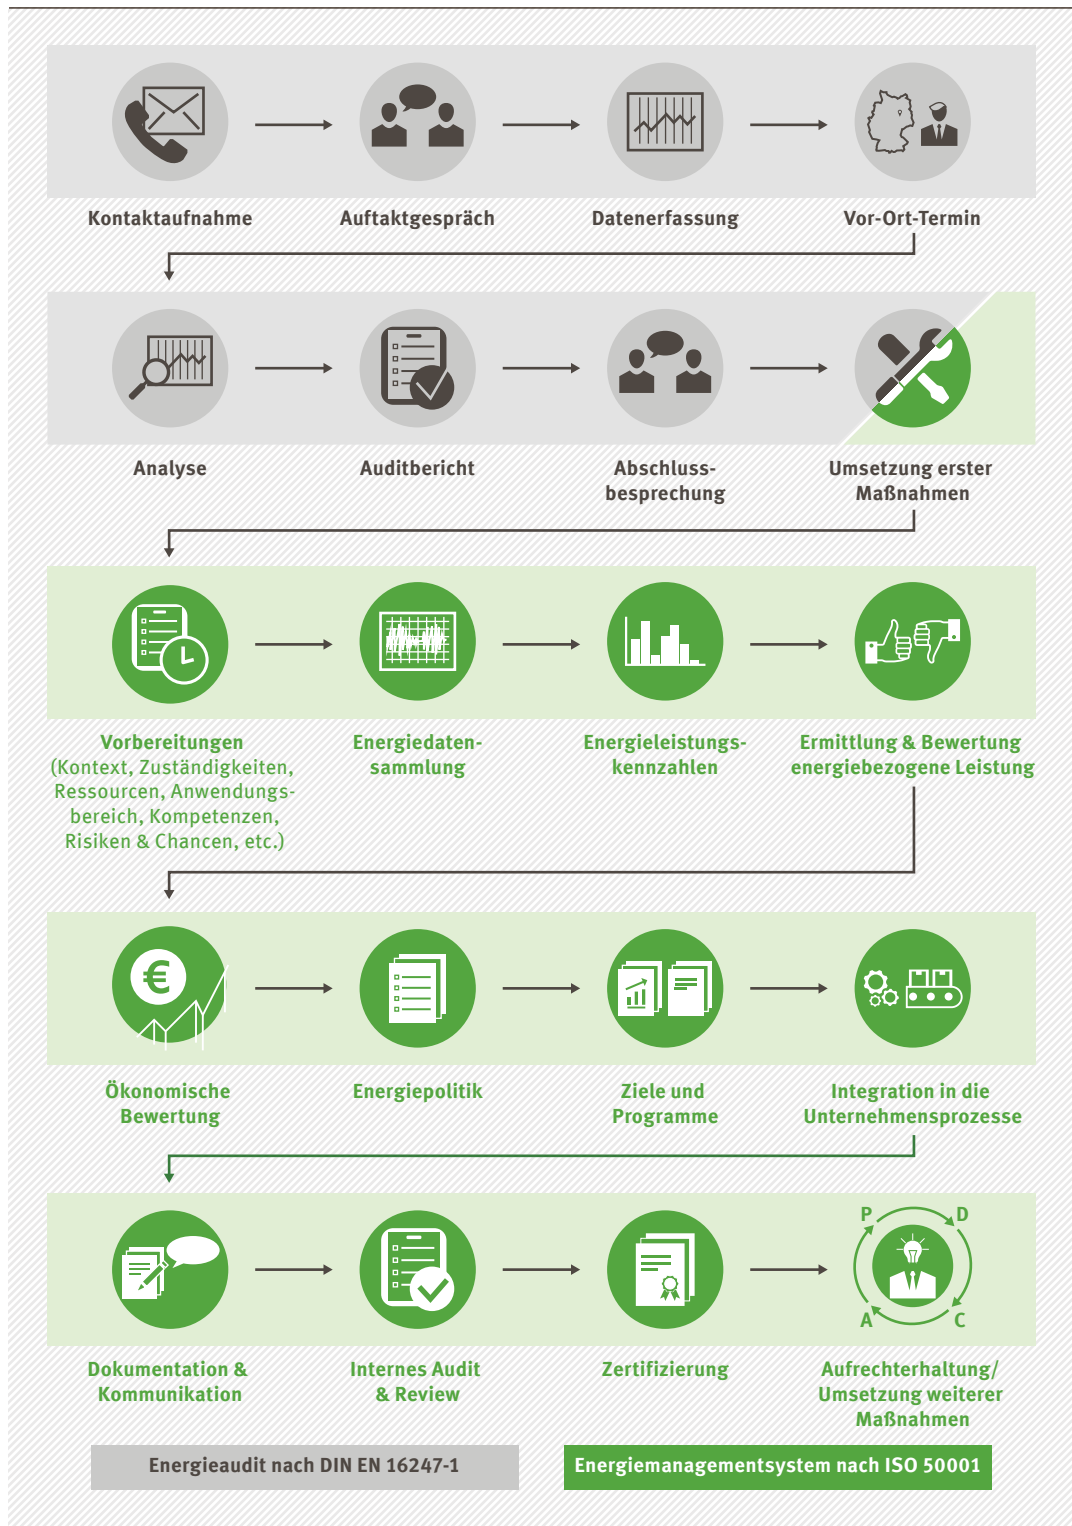 Kontaktaufnahme
Auftaktgespräch
Datenerfassung
Vor-Ort-Termin
Analyse
Auditbericht
Abschluss-
besprechung
Umsetzung erster
Maßnahmen
Vorbereitungen
(Kontext, Zuständigkeiten,
Ressourcen, Anwendungs-
bereich, Kompetenzen,
Risiken & Chancen, etc.)
Energiedaten-
sammlung
Energieleistungs-
kennzahlen
Ermittlung & Bewertung
energiebezogene Leistung
€
Ökonomische
Bewertung
Energiepolitik
Ziele und
Programme
Integration in die
Unternehmensprozesse
P
D
A
C
Dokumentation &
Kommunikation
Internes Audit
& Review
Zertifizierung
Aufrechterhaltung/
Umsetzung weiterer
Maßnahmen
Energieaudit nach DIN EN 16247-1
Energiemanagementsystem nach ISO 50001